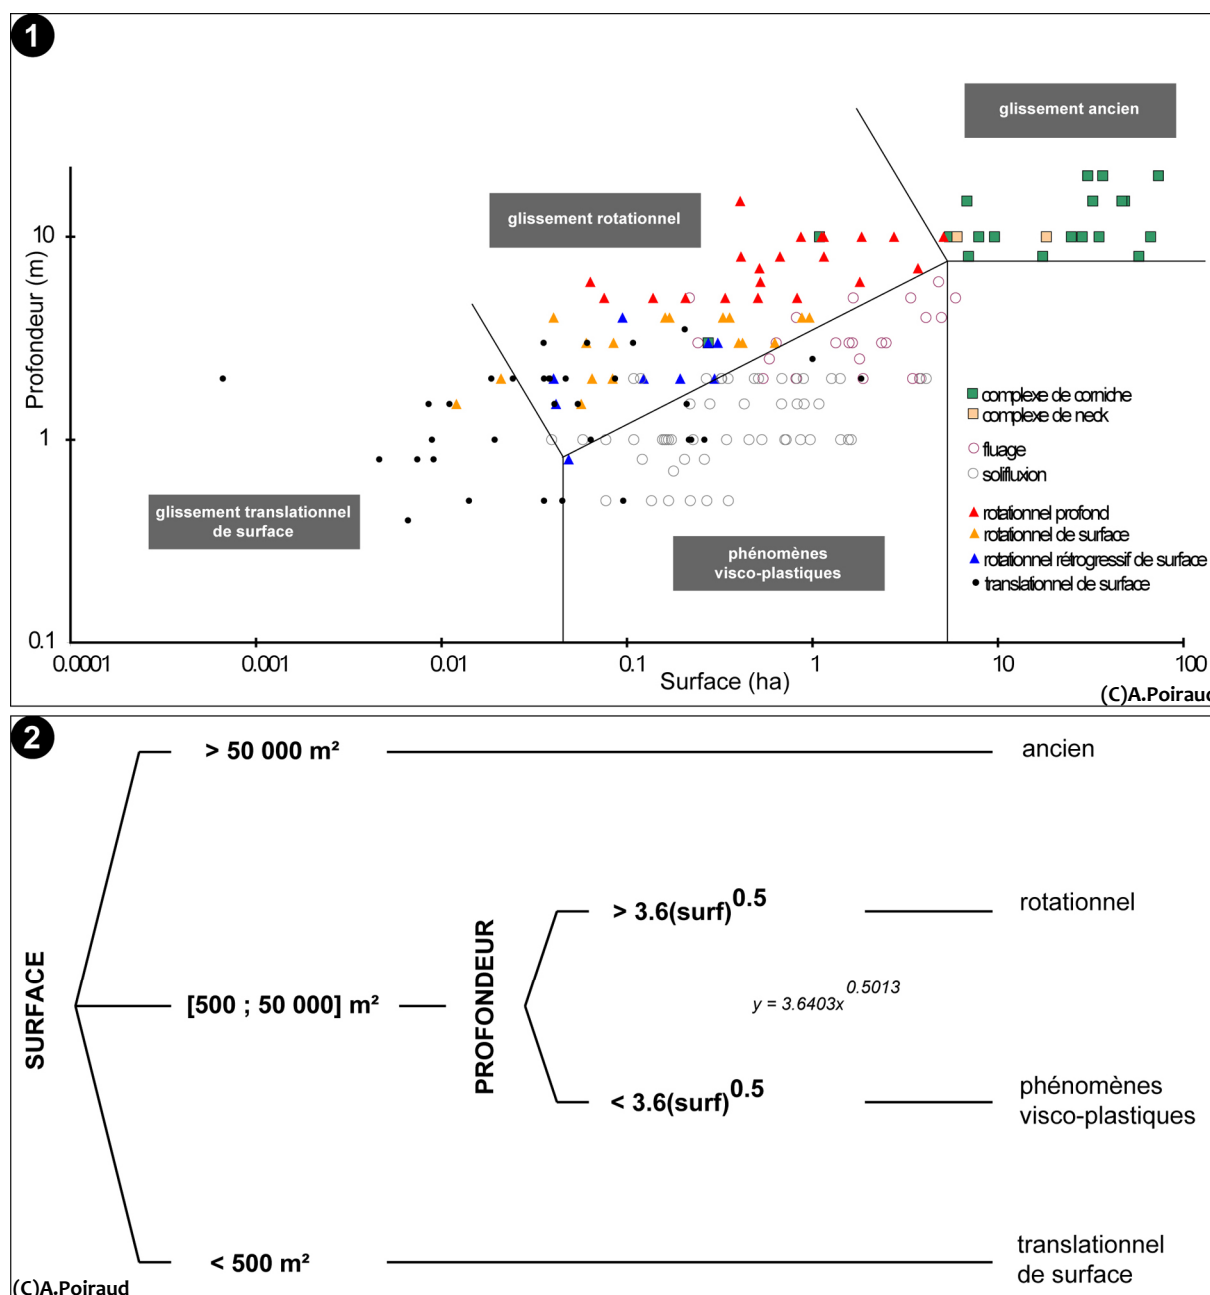 1
glissement ancien
glissement rotationnel
10
Profondeur (m)
complexe de corniche
complexe de neck
1
fluage
solifluxion
glissement translationnel
de surface
rotationnel profond
rotationnel de surface
phénomènes
visco-plastiques
rotationnel rétrogressif de surface
translationnel de surface
0.1
0.0001
0.001
0.01
0.1
1
10
100
Surface (ha)
(C)A.Poiraud
2
> 50 000 m²
ancien
> 3.6(surf)0.5
rotationnel
SURFACE
[500 ; 50 000] m²
PROFONDEUR
y = 3.6403x0.5013
< 3.6(surf)0.5
phénomènes
visco-plastiques
< 500 m²
translationnel
de surface
(C)A.Poiraud